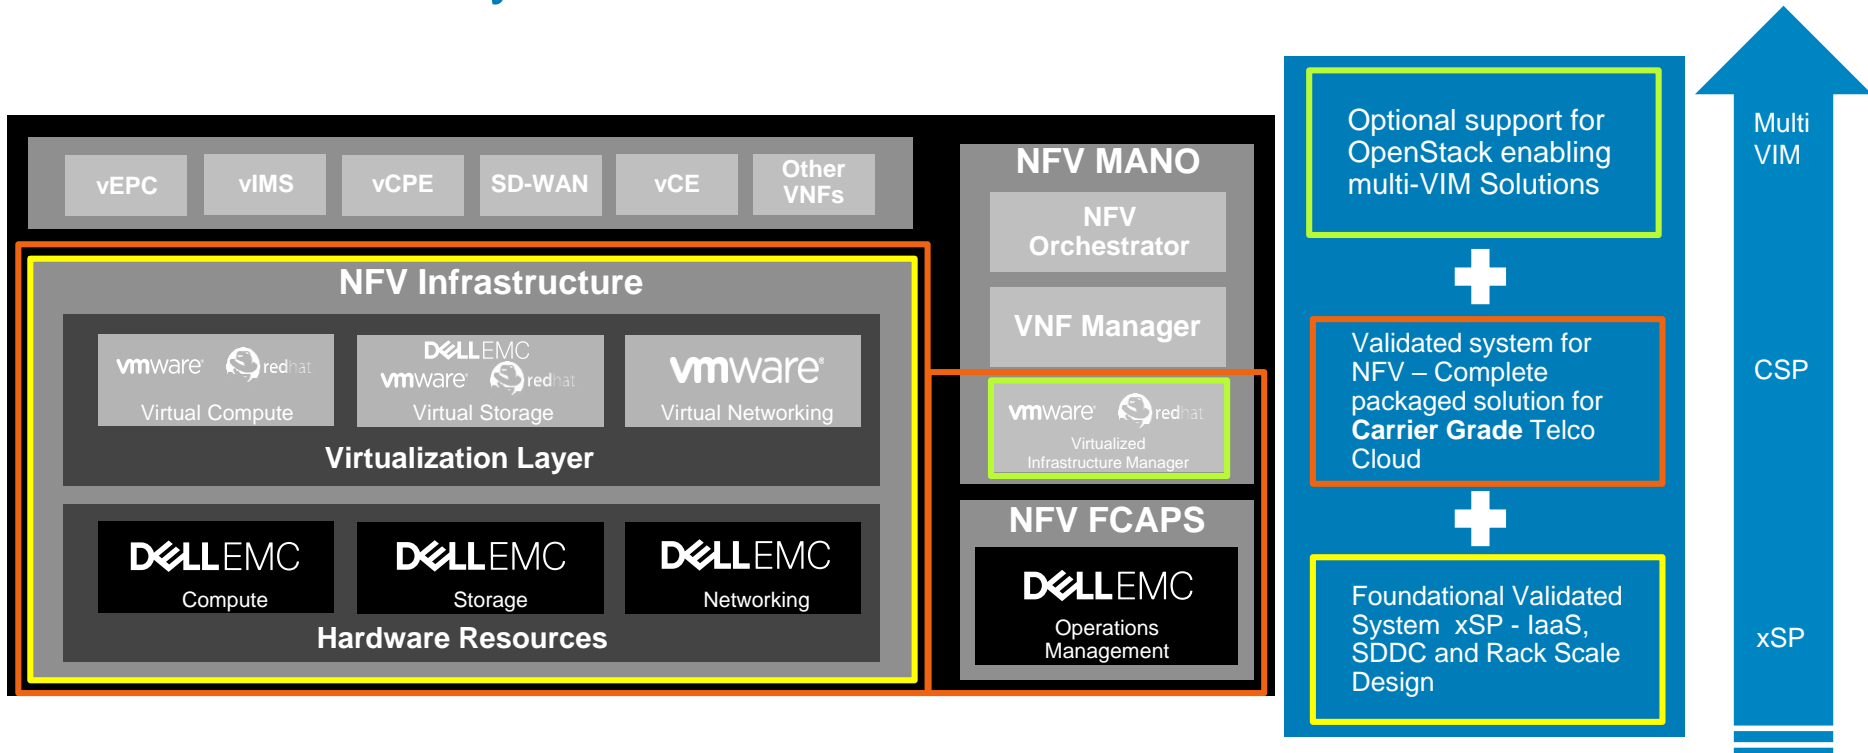 vEPC
vIMS
vCPE
SD-WAN
vCE
Other
VNFs
NFV Infrastructure
vmware®
redhat
Virtual Compute
DELLEMC
vmware®
redhat
Virtual Storage
vmware®
Virtual Networking
Virtualization Layer
DELLEMC
Compute
DELLEMC
Storage
DELLEMC
Networking
Hardware Resources
NFV MANO
NFV
Orchestrator
VNF Manager
vmware®
redhat
Virtualized
Infrastructure Manager
NFV FCAPS
DELLEMC
Operations
Management
Optional support for
OpenStack enabling
multi-VIM Solutions
Validated system for
NFV – Complete
packaged solution for
Carrier Grade Telco
Cloud
Foundational Validated
System xSP - IaaS,
SDDC and Rack Scale
Design
Multi
VIM
CSP
xSP